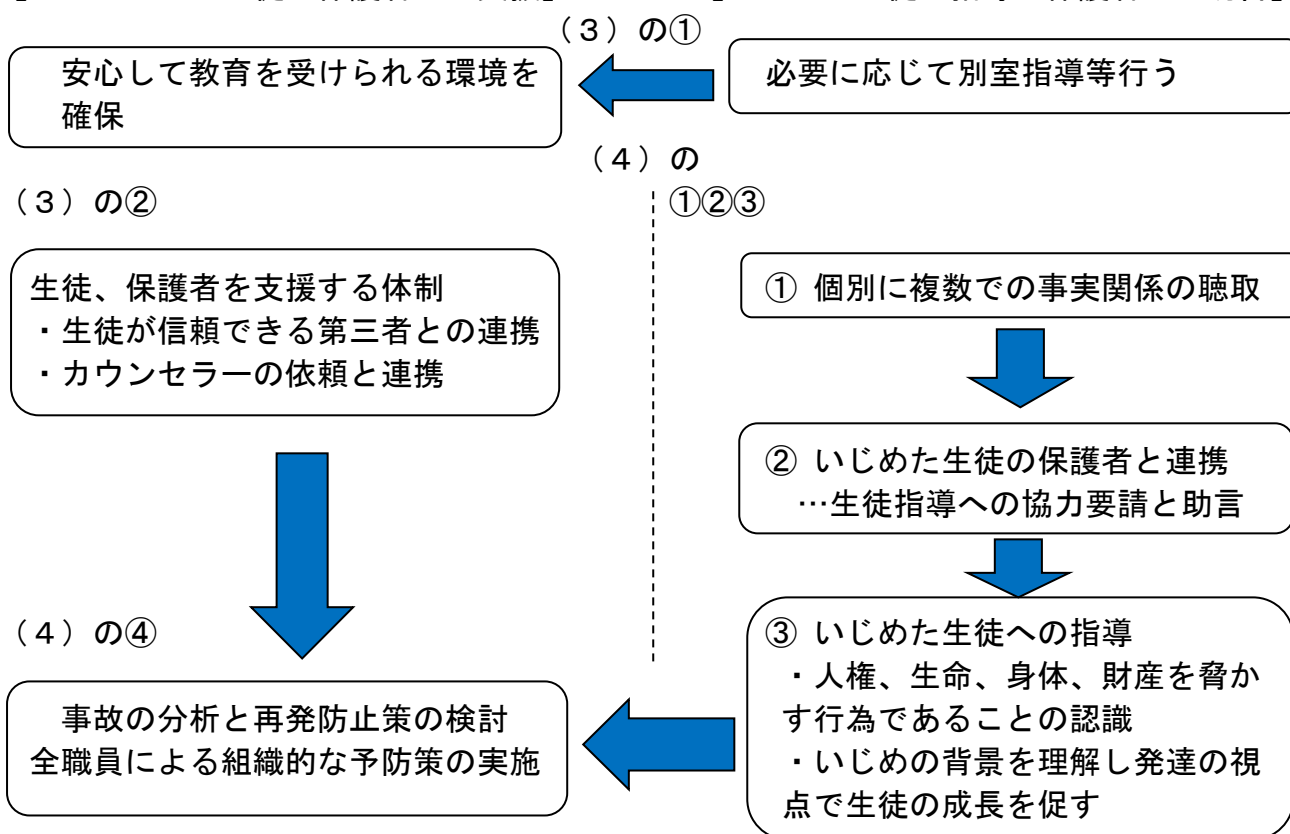 （３）の①
安心して教育を受けられる環境を
確保
必要に応じて別室指導等行う
（４）の
①②③
（３）の②
生徒、保護者を支援する体制
・生徒が信頼できる第三者との連携
・カウンセラーの依頼と連携
① 個別に複数での事実関係の聴取
② いじめた生徒の保護者と連携
…生徒指導への協力要請と助言
③ いじめた生徒への指導
・人権、生命、身体、財産を脅か
す行為であることの認識
・いじめの背景を理解し発達の視
点で生徒の成長を促す
（４）の④
事故の分析と再発防止策の検討
全職員による組織的な予防策の実施